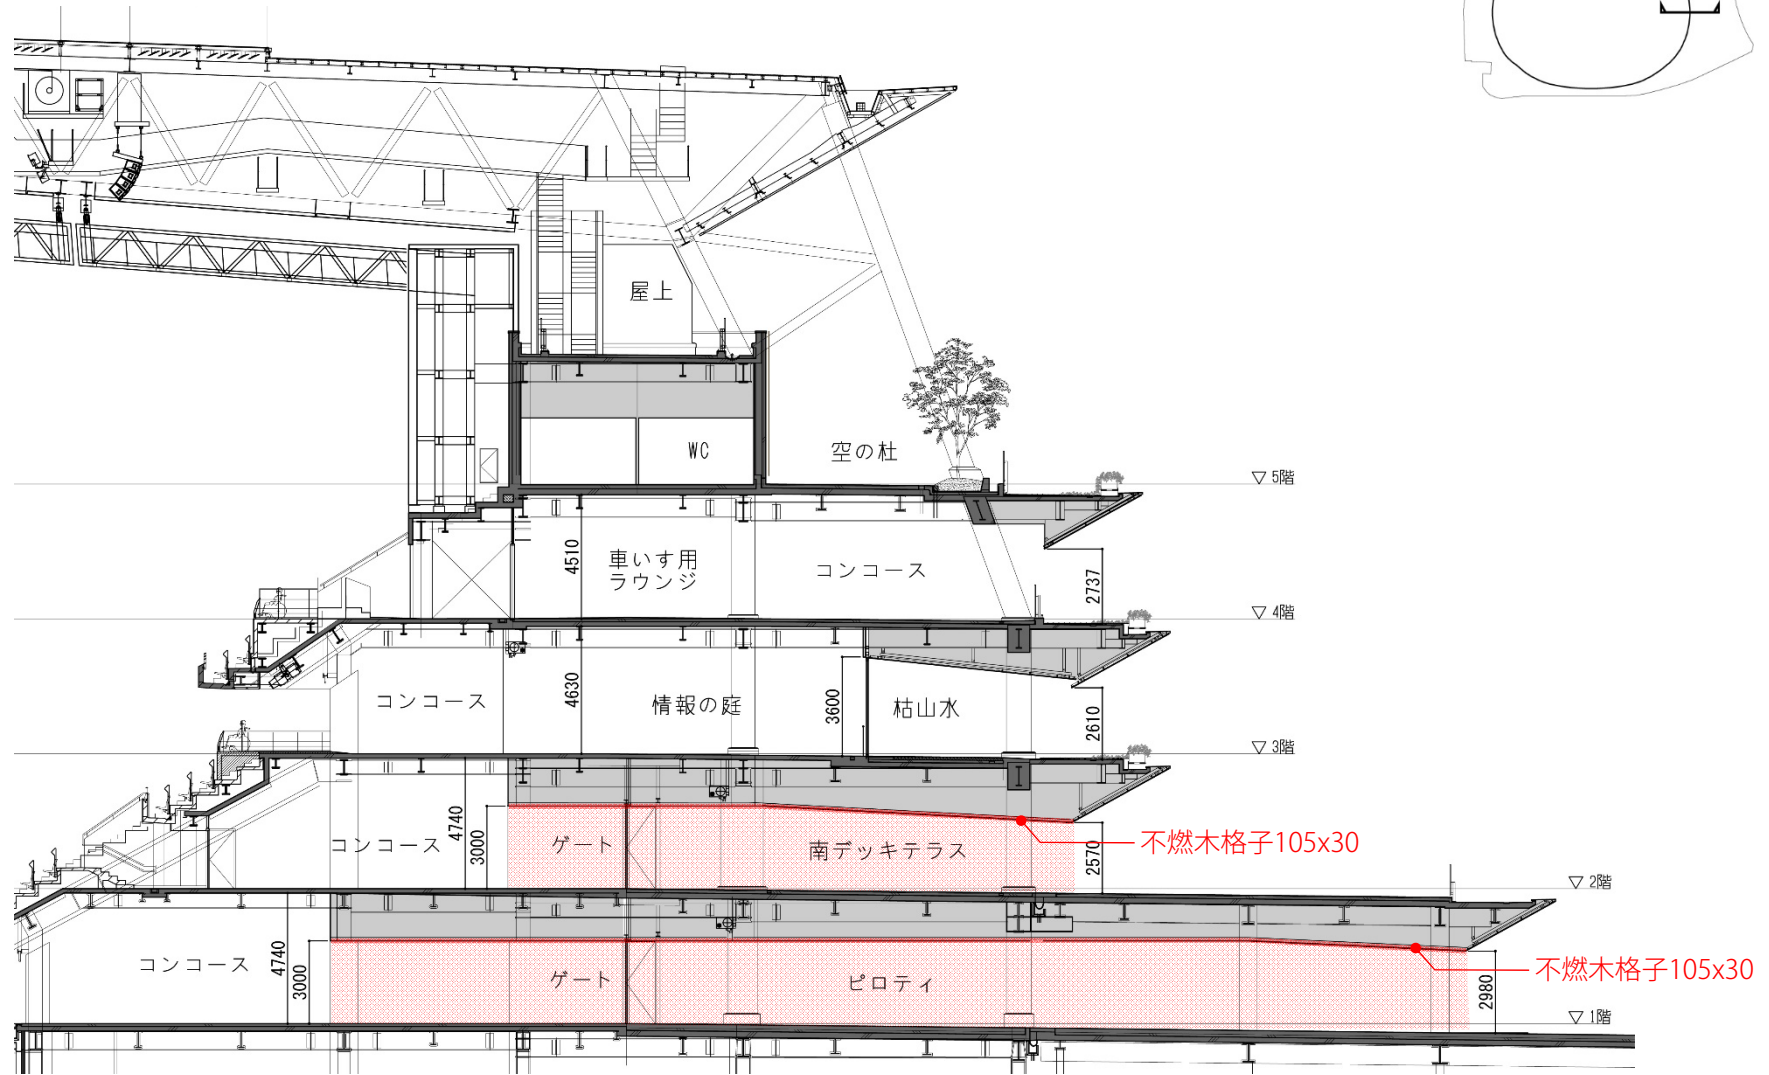 屋上
WC
空の杜
▽5階
4510
車いす用
ラウンジ
コンコース
2737
▽4階
コンコース
4630
情報の庭
3600
枯山水
2610
▽3階
コンコース
4740
3000
ゲート
南デッキテラス
2570
不燃木格子105x30
▽2階
コンコース
4740
3000
ゲート
ピロティ
2980
不燃木格子105x30
▽1階